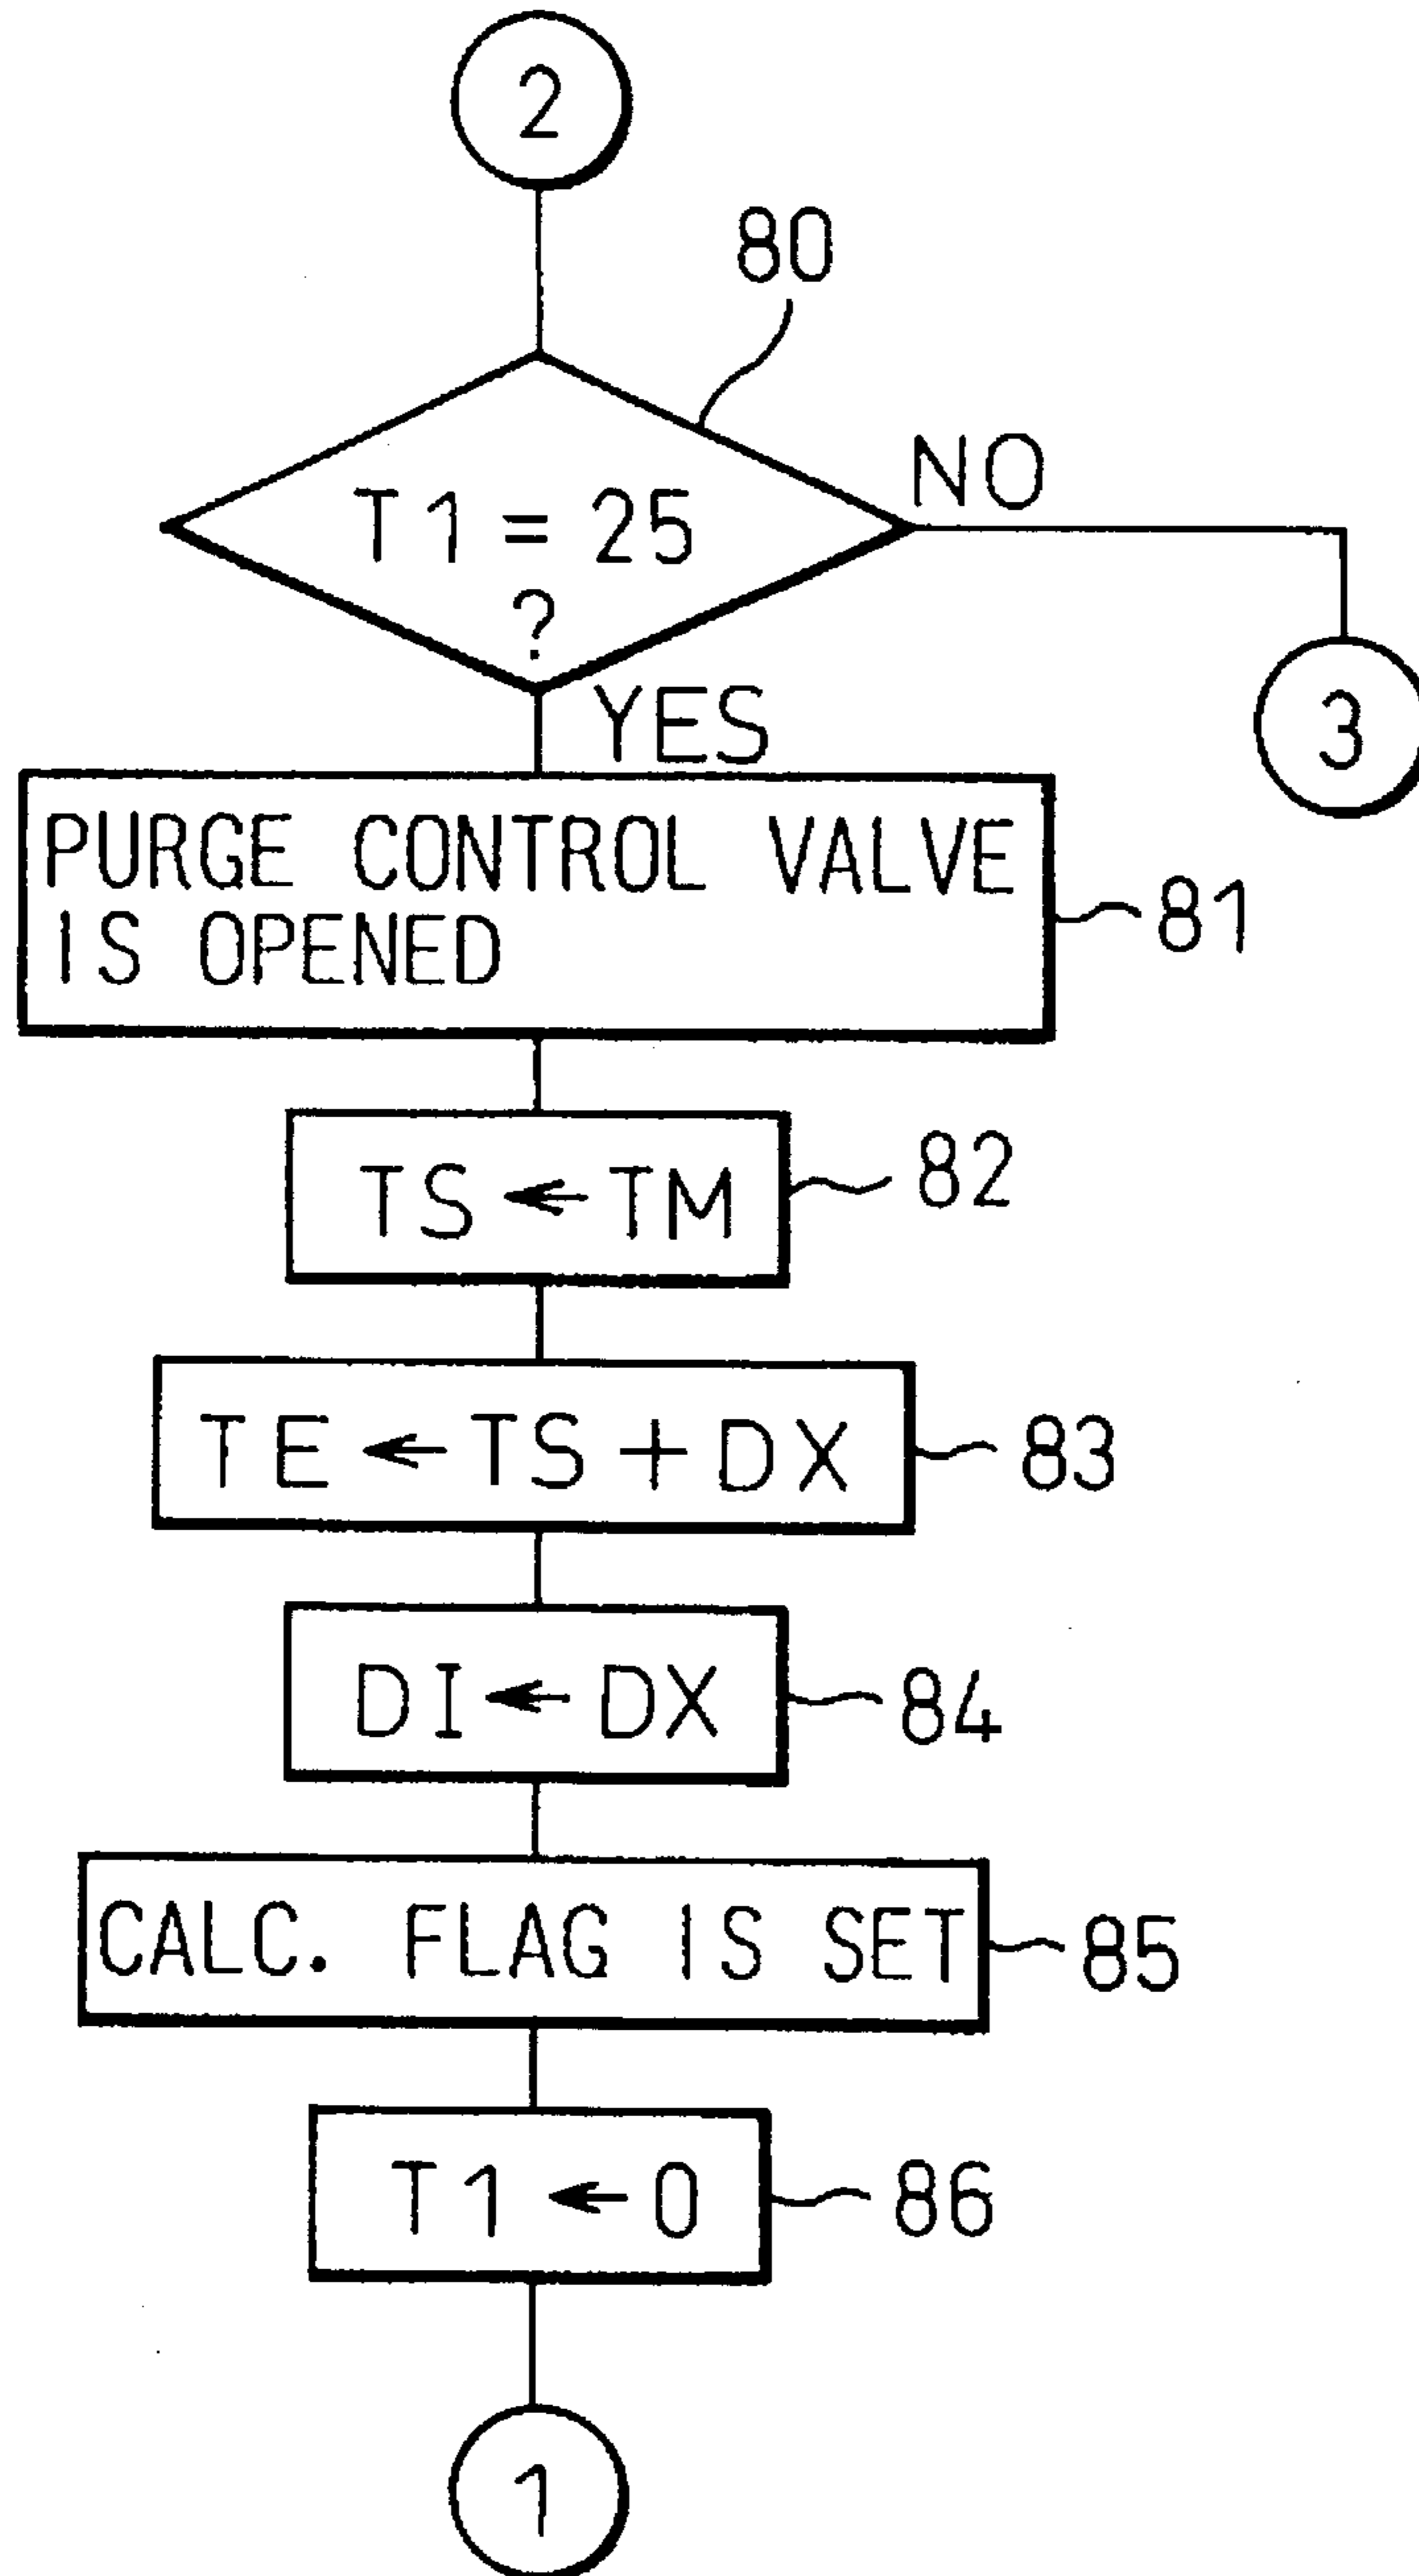 2
80
T1 = 25
?
NO
YES
3
PURGE CONTROL VALVE
IS OPENED
81
TS ← TM
82
TE ← TS + DX
83
DI ← DX
84
CALC. FLAG IS SET
85
T1 ← 0
86
1